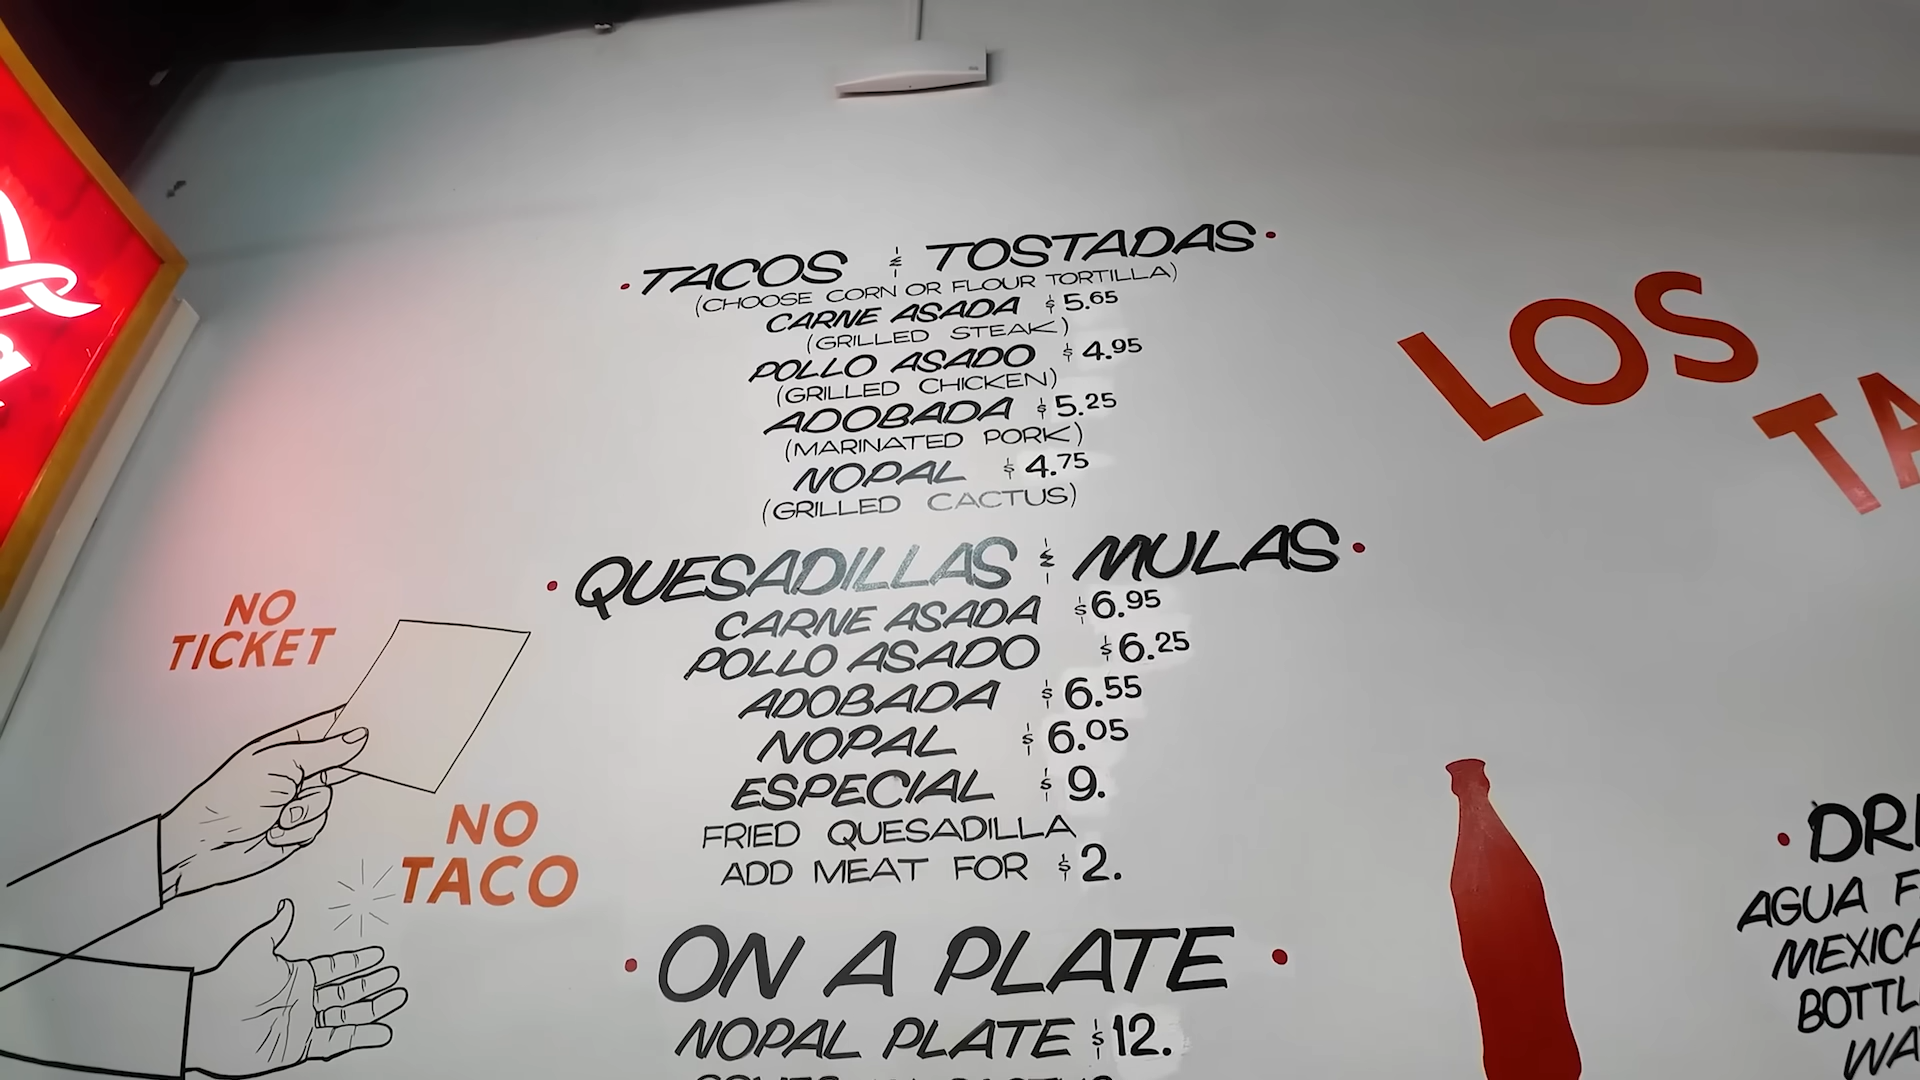 TACOS & TOSTADAS
(CHOOSE CORN OR FLOUR TORTILLA)
CARNE ASADA $5.65
(GRILLED STEAK)
POLLO ASADO $4.95
(GRILLED CHICKEN)
ADOBADA $5.25
(MARINATED PORK)
NOPAL $4.75
(GRILLED CACTUS)
QUESADILLAS & MULAS
CARNE ASADA $6.95
POLLO ASADO $6.25
ADOBADA $6.55
NOPAL $6.05
ESPECIAL $9.
FRIED QUESADILLA
ADD MEAT FOR $2.
ON A PLATE
NOPAL PLATE $12.
NO
TICKET
NO
TACO
LOS
TA
DRI
AGUA F
MEXICA
BOTTL
WA